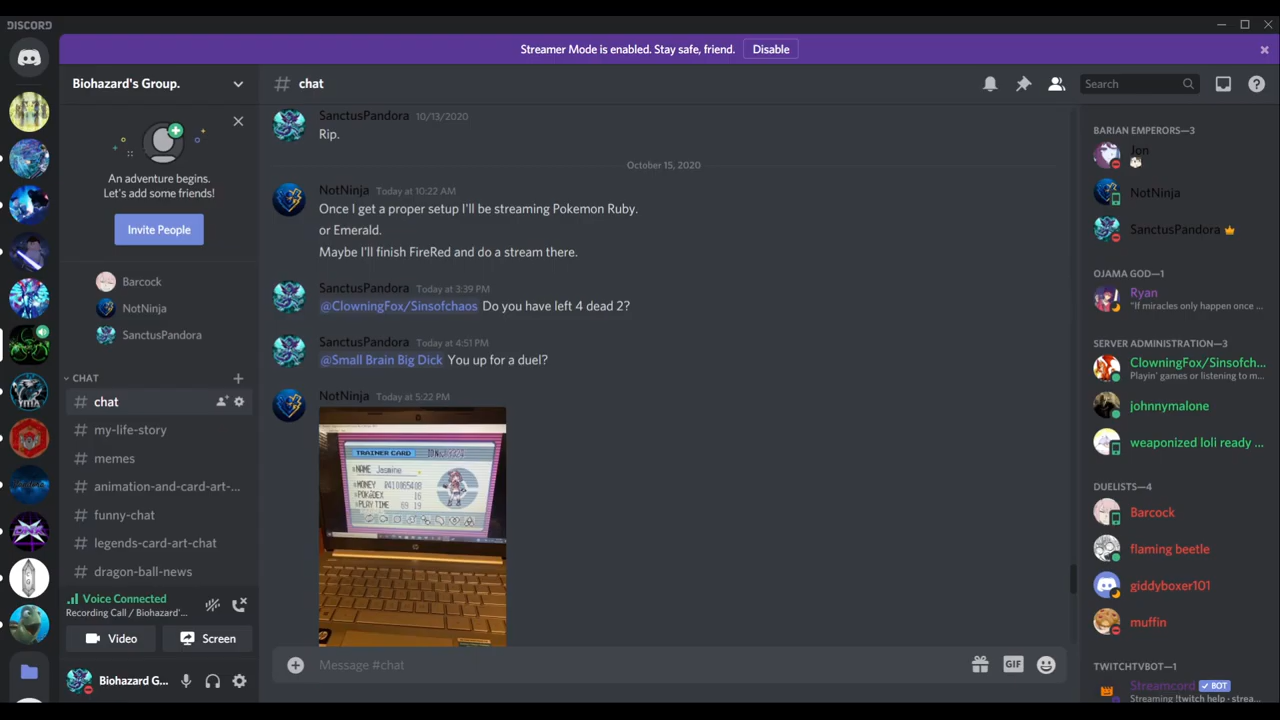 DISCORD
Streamer Mode is enabled. Stay safe, friend. Disable
Biohazard's Group.
chat
Search
An adventure begins.
Let's add some friends!
Invite People
Barcock
NotNinja
SanctusPandora
CHAT
chat
my-life-story
memes
animation-and-card-art-...
funny-chat
legends-card-art-chat
dragon-ball-news
Voice Connected
Recording Call / Biohazard'...
Video
Screen
Biohazard G...
SanctusPandora 10/13/2020
Rip.
October 15, 2020
NotNinja Today at 10:22 AM
Once I get a proper setup I'll be streaming Pokemon Ruby.
or Emerald.
Maybe I'll finish FireRed and do a stream there.
SanctusPandora Today at 3:39 PM
@ClowningFox/Sinsofchaos Do you have left 4 dead 2?
SanctusPandora Today at 4:51 PM
@Small Brain Big Dick You up for a duel?
NotNinja Today at 5:22 PM
TRAINER CARD
NAME Jasmine
MONEY
POKéDEX 16
PLAY TIME 69 19
Message #chat
GIF
BARIAN EMPERORS—3
Jon
NotNinja
SanctusPandora
OJAMA GOD—1
Ryan
"If miracles only happen once ...
SERVER ADMINISTRATION—3
ClowningFox/Sinsofch...
Playin' games or listening to m...
johnnymalone
weaponized loli ready ...
DUELISTS—4
Barcock
flaming beetle
giddyboxer101
muffin
TWITCHTVBOT—1
Streamcord BOT
Streaming !twitch help - strea...